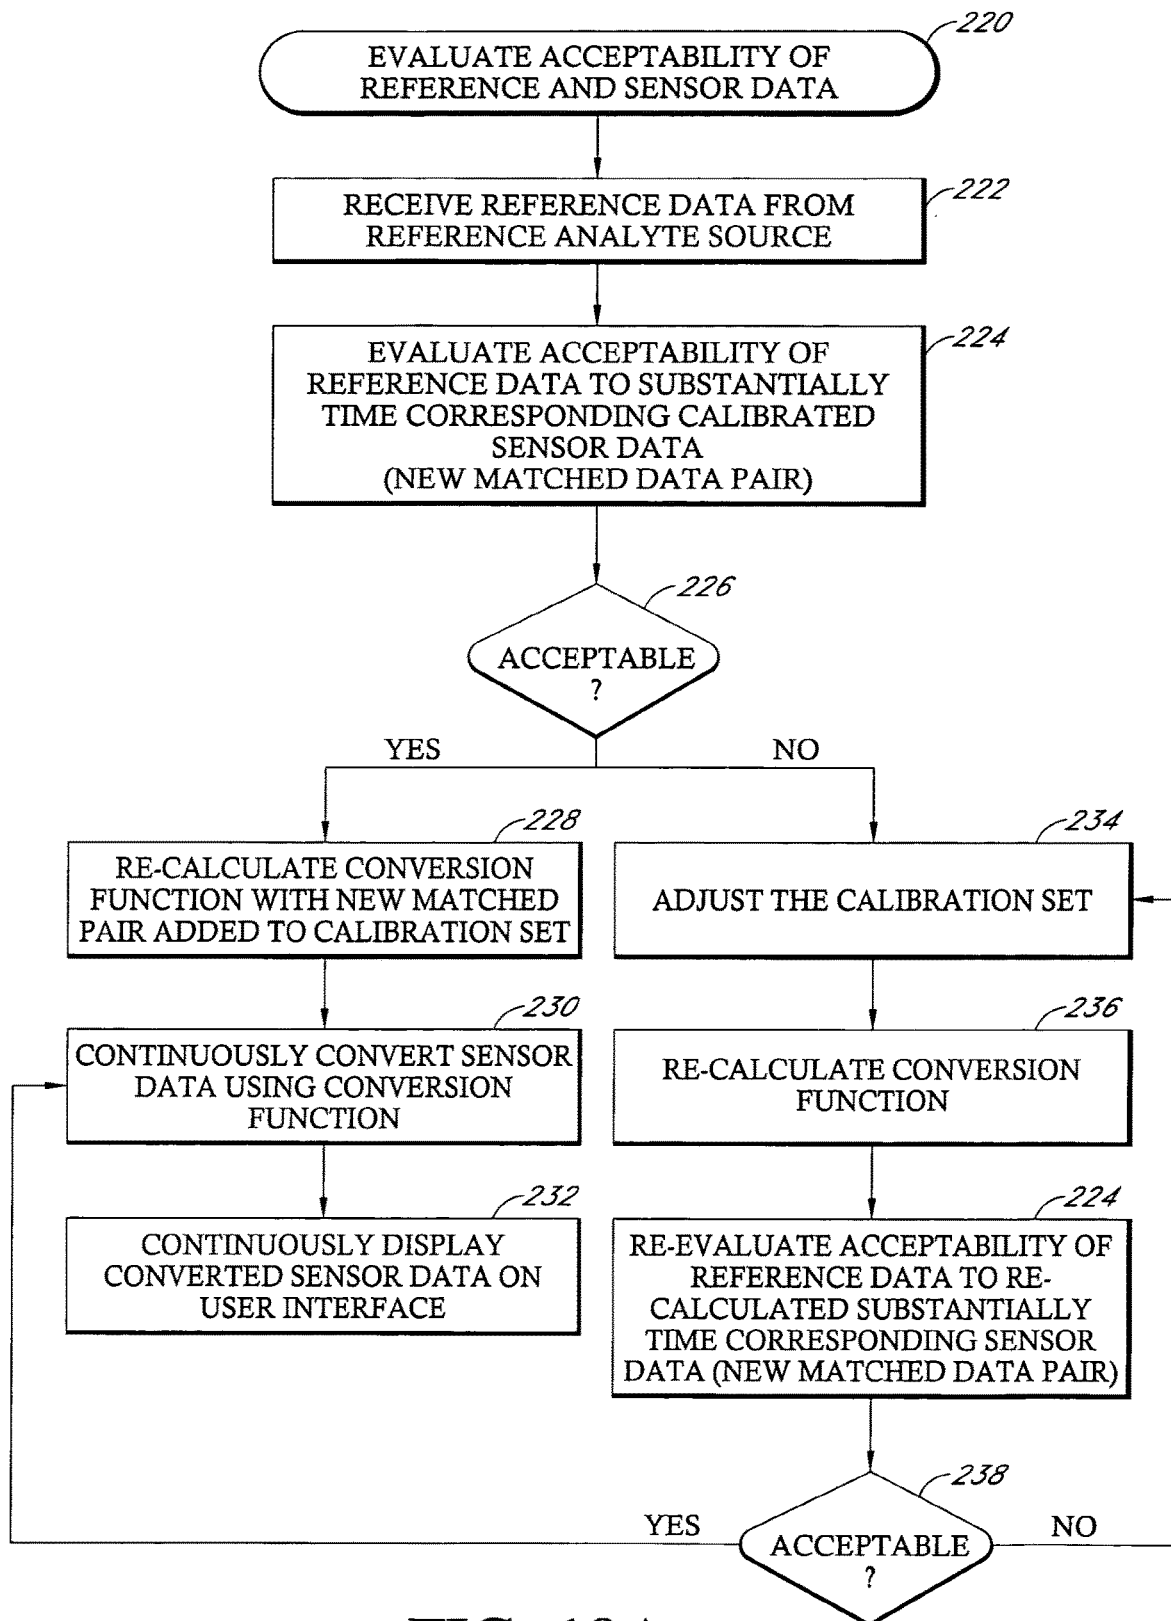 220
EVALUATE ACCEPTABILITY OF
REFERENCE AND SENSOR DATA
222
RECEIVE REFERENCE DATA FROM
REFERENCE ANALYTE SOURCE
224
EVALUATE ACCEPTABILITY OF
REFERENCE DATA TO SUBSTANTIALLY
TIME CORRESPONDING CALIBRATED
SENSOR DATA
(NEW MATCHED DATA PAIR)
226
ACCEPTABLE
?
YES
NO
228
RE-CALCULATE CONVERSION
FUNCTION WITH NEW MATCHED
PAIR ADDED TO CALIBRATION SET
234
ADJUST THE CALIBRATION SET
230
CONTINUOUSLY CONVERT SENSOR
DATA USING CONVERSION
FUNCTION
236
RE-CALCULATE CONVERSION
FUNCTION
232
CONTINUOUSLY DISPLAY
CONVERTED SENSOR DATA ON
USER INTERFACE
224
RE-EVALUATE ACCEPTABILITY OF
REFERENCE DATA TO RE-
CALCULATED SUBSTANTIALLY
TIME CORRESPONDING SENSOR
DATA (NEW MATCHED DATA PAIR)
238
YES
ACCEPTABLE
?
NO